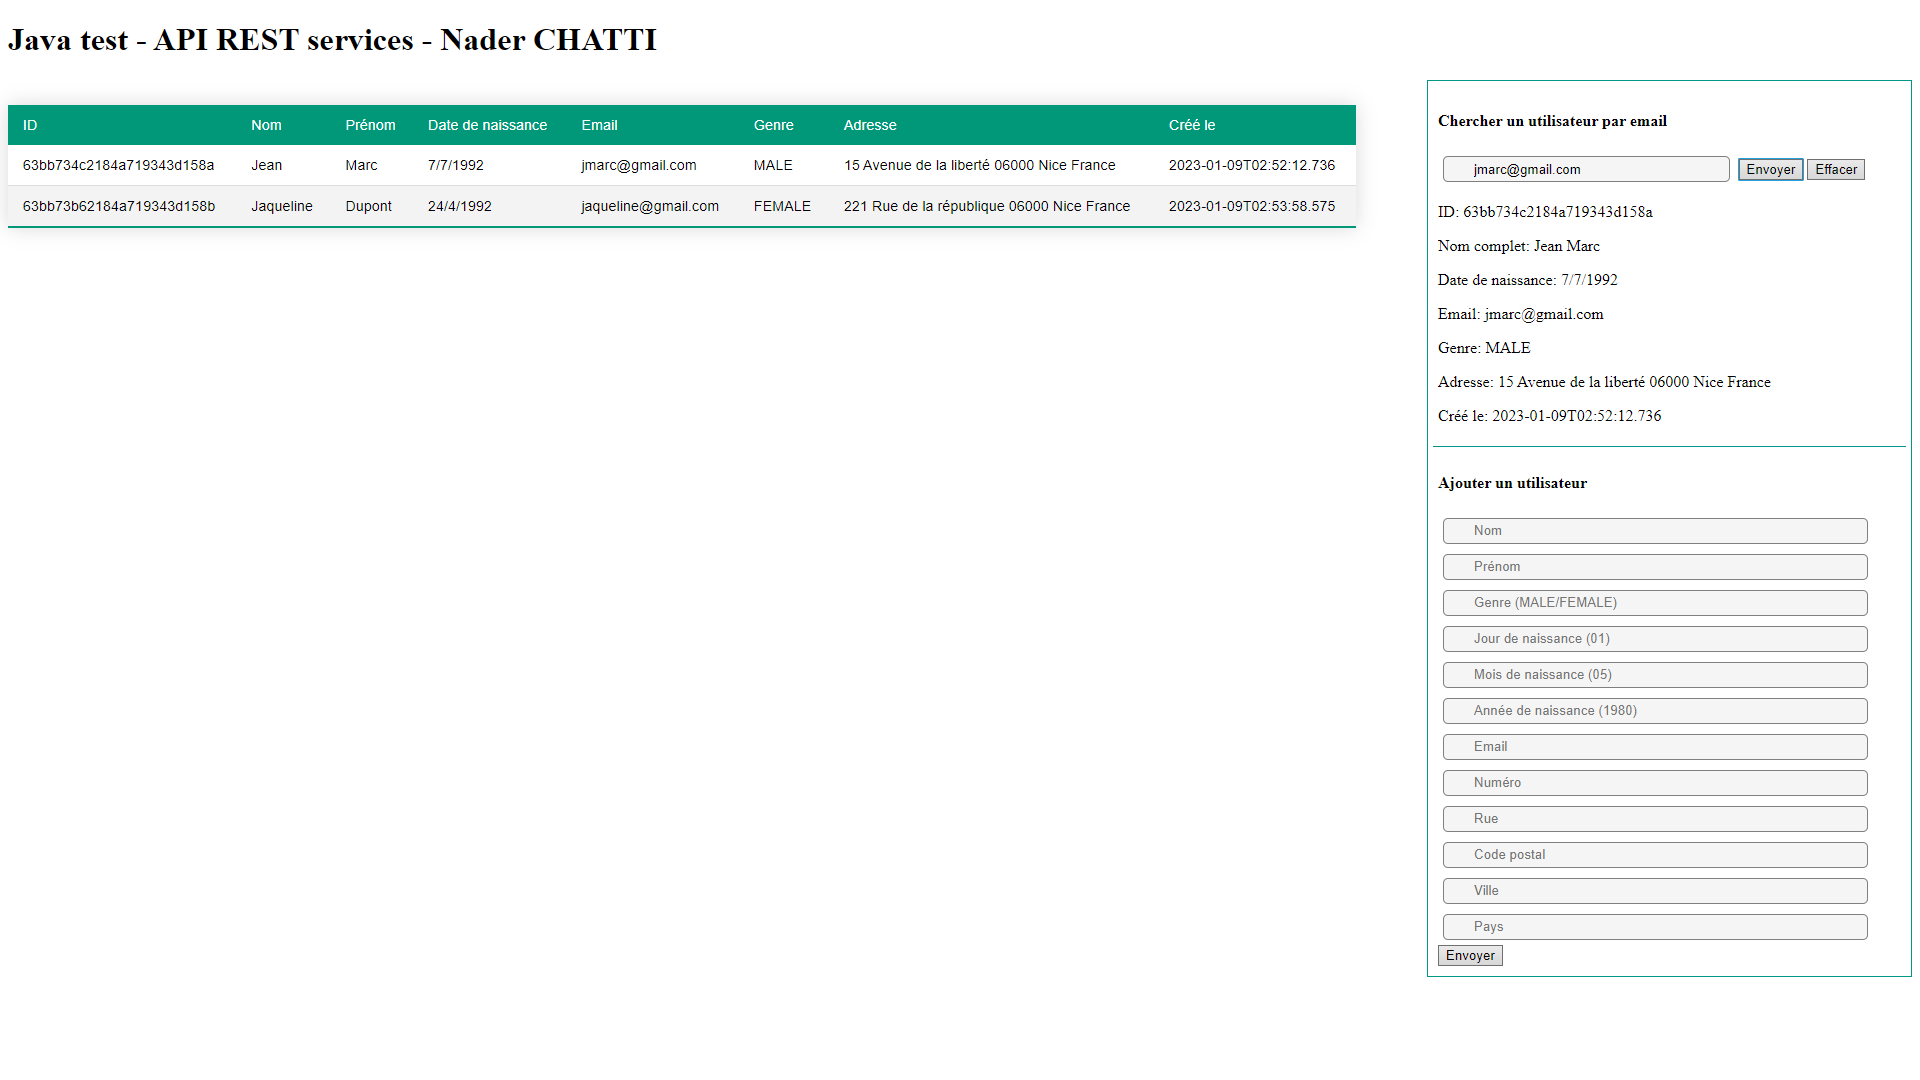 Java test - API REST services - Nader CHATTI
ID Nom Prénom Date de naissance Email Genre Adresse Créé le
63bb734c2184a719343d158a Jean Marc 7/7/1992 jmarc@gmail.com MALE 15 Avenue de la liberté 06000 Nice France 2023-01-09T02:52:12.736
63bb73b62184a719343d158b Jaqueline Dupont 24/4/1992 jaqueline@gmail.com FEMALE 221 Rue de la république 06000 Nice France 2023-01-09T02:53:58.575
Chercher un utilisateur par email
jmarc@gmail.com Envoyer Effacer
ID: 63bb734c2184a719343d158a
Nom complet: Jean Marc
Date de naissance: 7/7/1992
Email: jmarc@gmail.com
Genre: MALE
Adresse: 15 Avenue de la liberté 06000 Nice France
Créé le: 2023-01-09T02:52:12.736
Ajouter un utilisateur
Nom
Prénom
Genre (MALE/FEMALE)
Jour de naissance (01)
Mois de naissance (05)
Année de naissance (1980)
Email
Numéro
Rue
Code postal
Ville
Pays
Envoyer